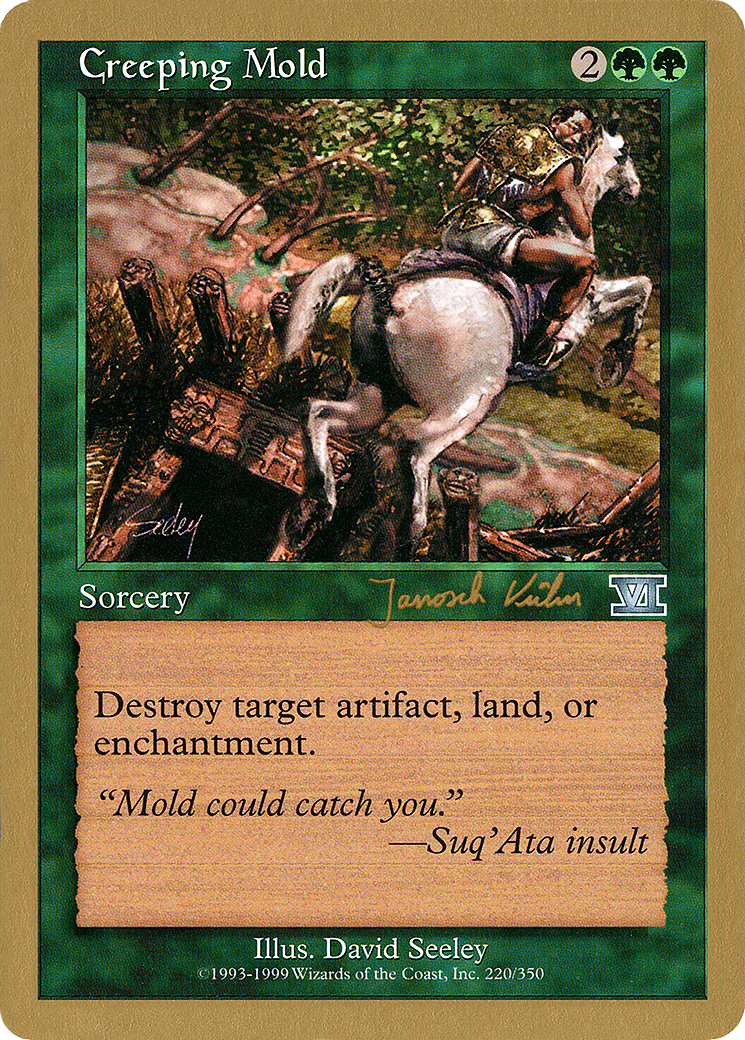 Creeping Mold 2
Seeley
Sorcery Janosch Kühn VI
Destroy target artifact, land, or
enchantment.
“Mold could catch you.”
—Suq’Ata insult
Illus. David Seeley
©1993-1999 Wizards of the Coast, Inc. 220/350